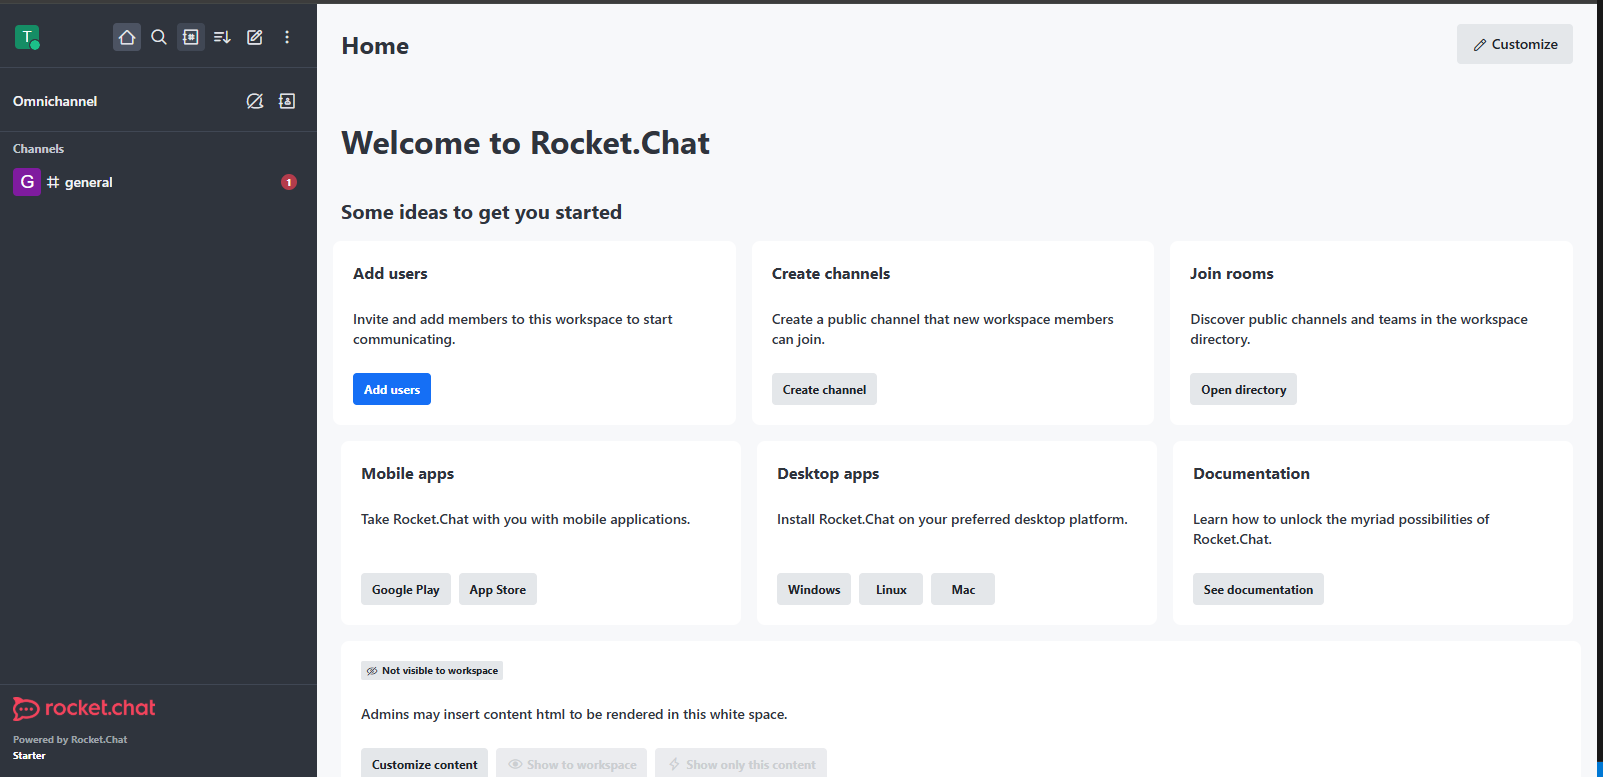 T
Home
Customize
Omnichannel
Channels
G
general
1
Welcome to Rocket.Chat
Some ideas to get you started
Add users
Invite and add members to this workspace to start
communicating.
Add users
Create channels
Create a public channel that new workspace members
can join.
Create channel
Join rooms
Discover public channels and teams in the workspace
directory.
Open directory
Mobile apps
Take Rocket.Chat with you with mobile applications.
Google Play
App Store
Desktop apps
Install Rocket.Chat on your preferred desktop platform.
Windows
Linux
Mac
Documentation
Learn how to unlock the myriad possibilities of
Rocket.Chat.
See documentation
Not visible to workspace
Admins may insert content html to be rendered in this white space.
Customize content
Show to workspace
Show only this content
rocket.chat
Powered by Rocket.Chat
Starter